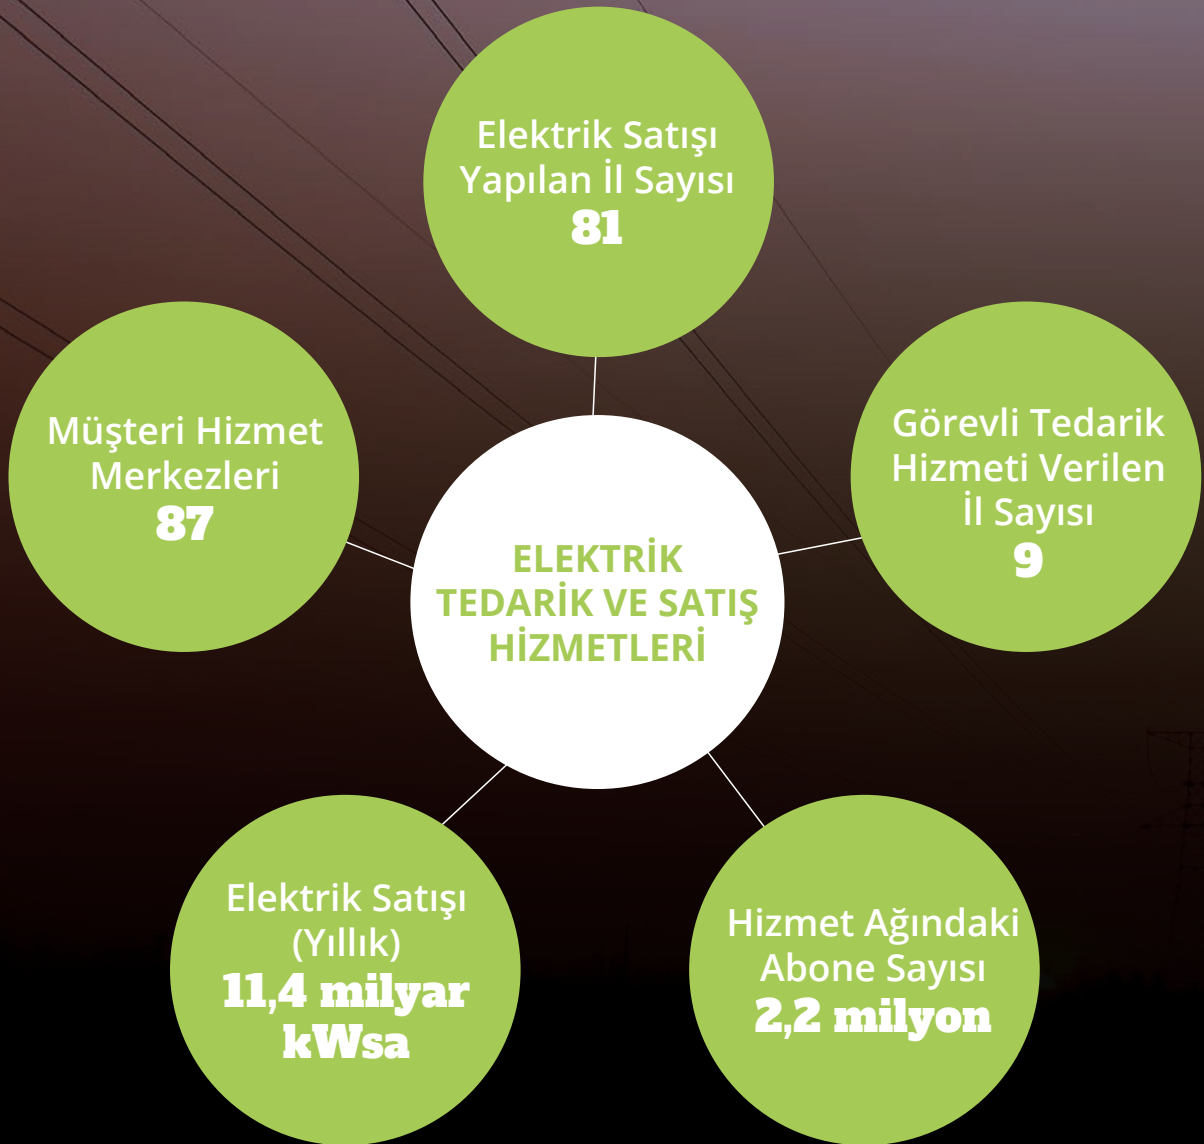 Elektrik Satışı
Yapılan İl Sayısı
81
Müşteri Hizmet
Merkezleri
87
Görevli Tedarik
Hizmeti Verilen
İl Sayısı
9
ELEKTRİK
TEDARİK VE SATIŞ
HİZMETLERİ
Elektrik Satışı
(Yıllık)
11,4 milyar
kWsa
Hizmet Ağındaki
Abone Sayısı
2,2 milyon